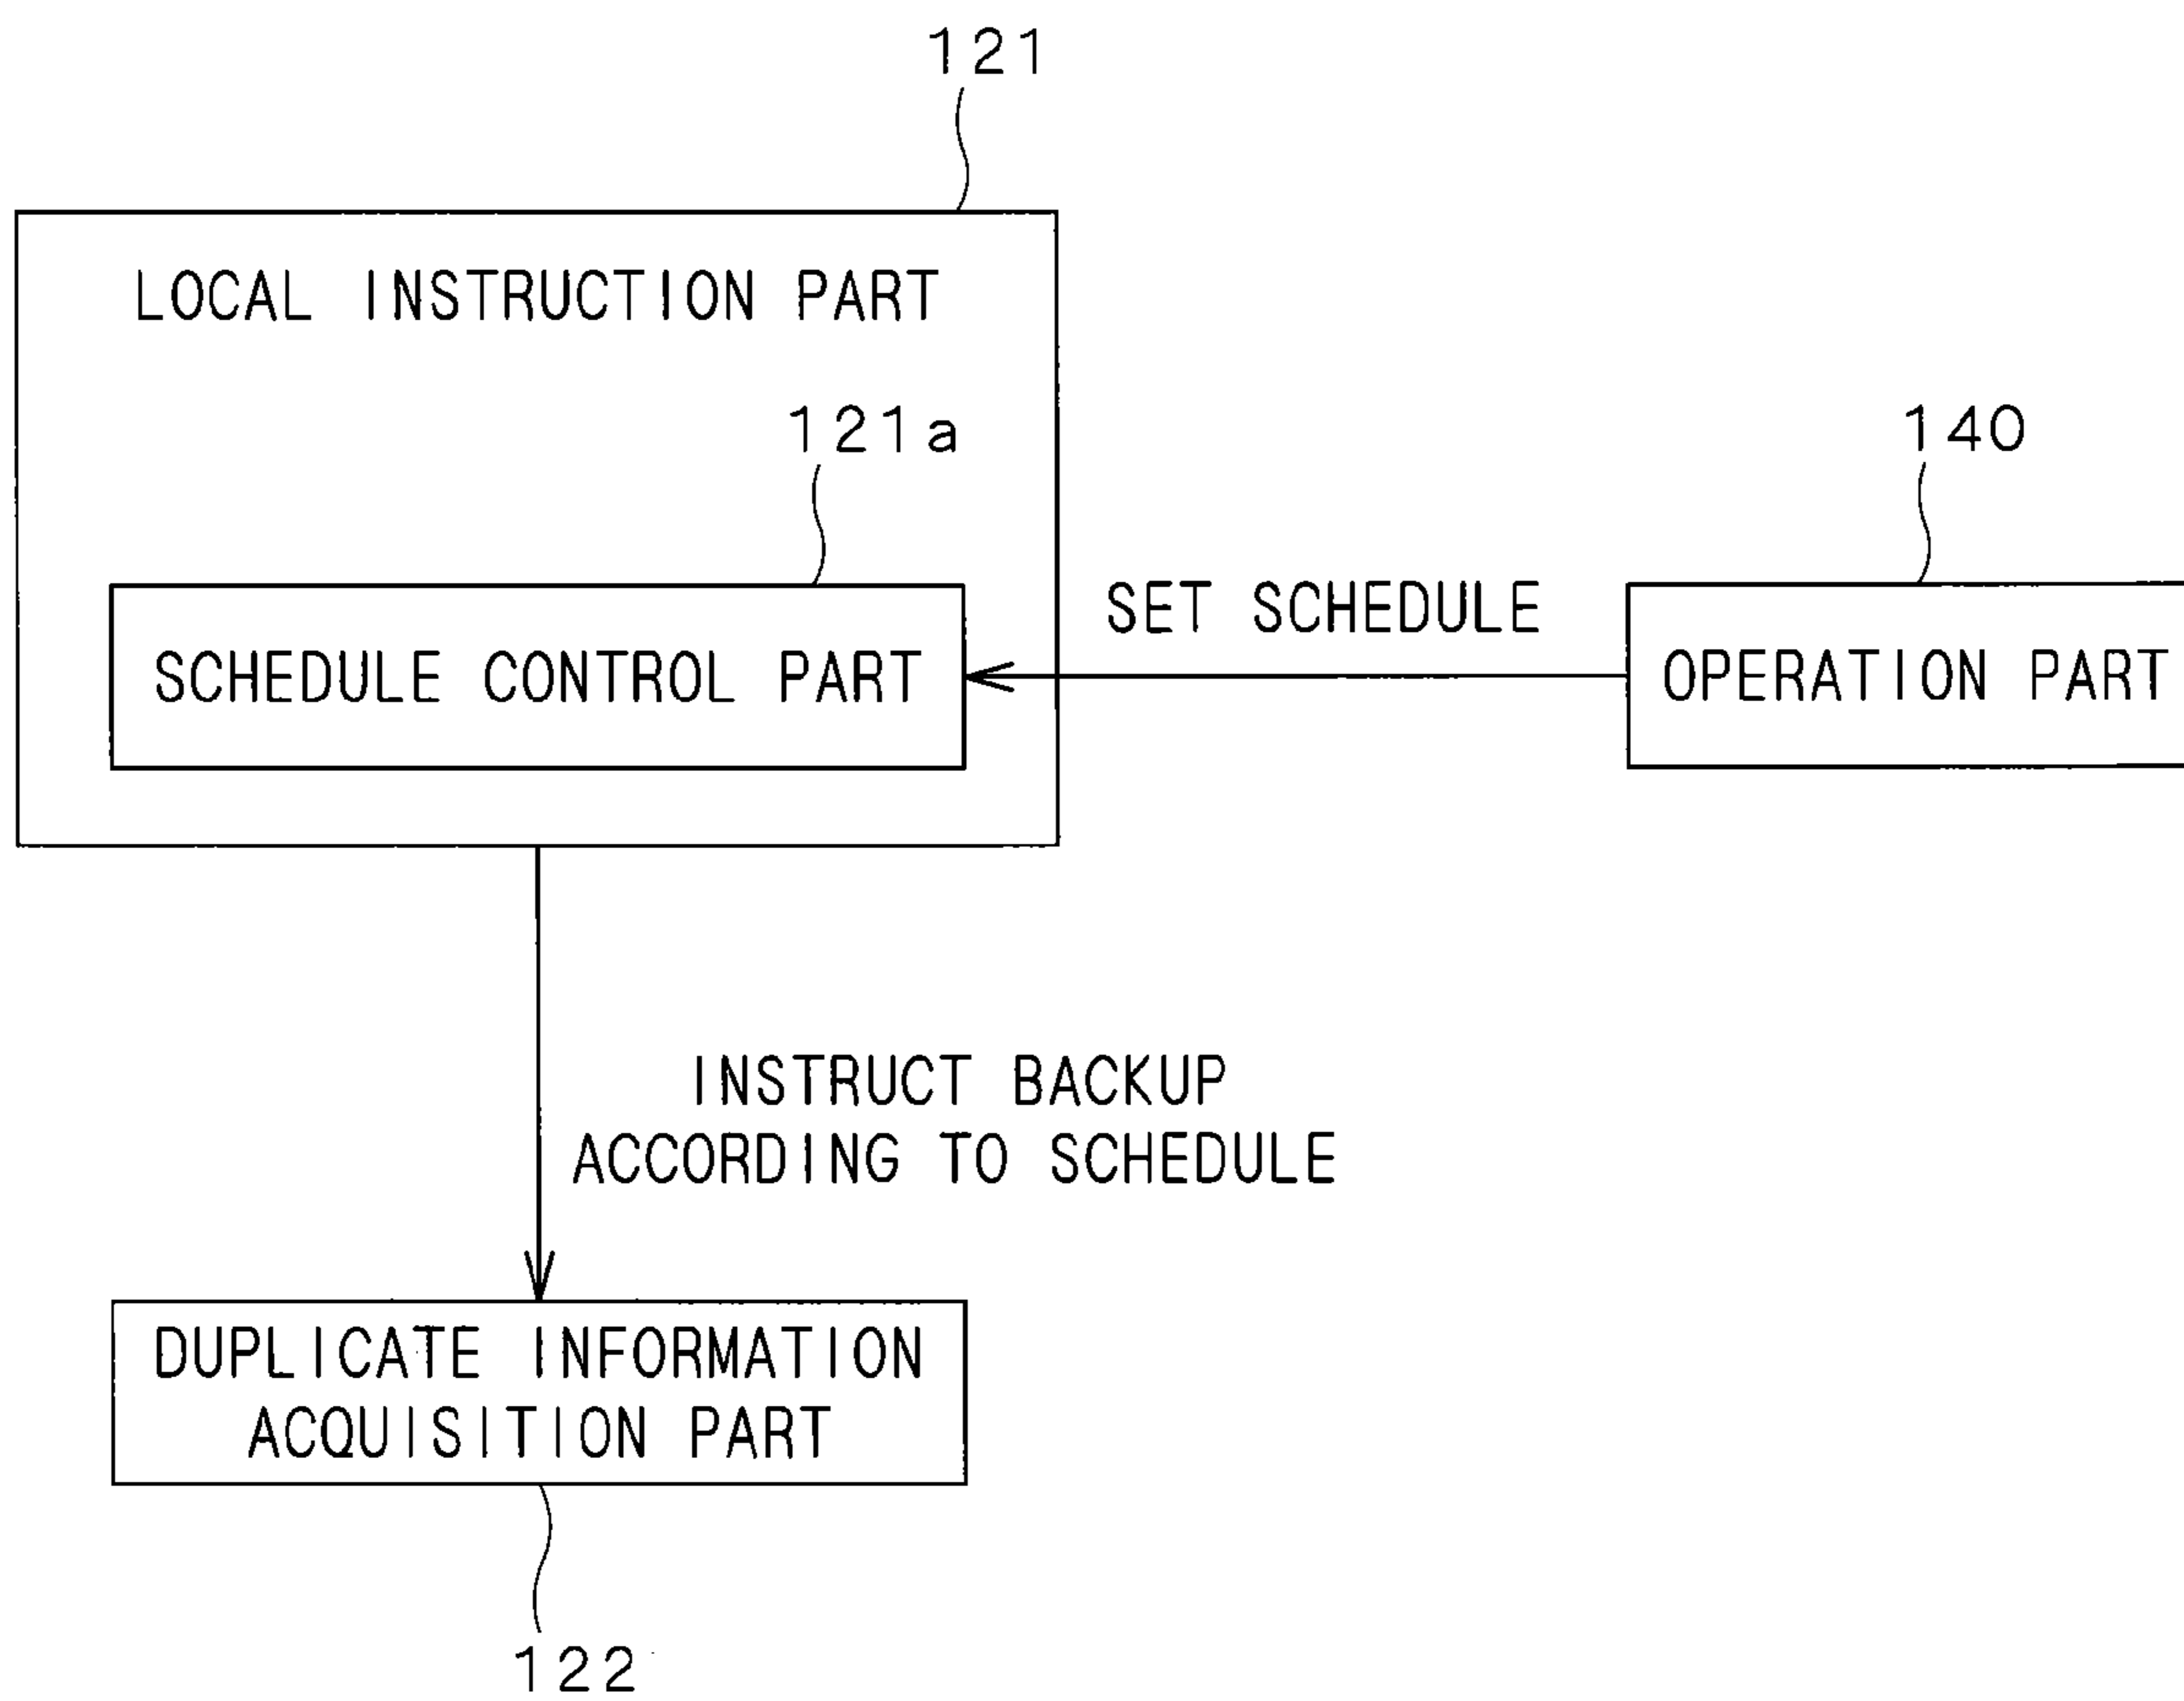 121
LOCAL INSTRUCTION PART
121a
140
SCHEDULE CONTROL PART
SET SCHEDULE
OPERATION PART
INSTRUCT BACKUP
ACCORDING TO SCHEDULE
DUPLICATE INFORMATION
ACQUISITION PART
122